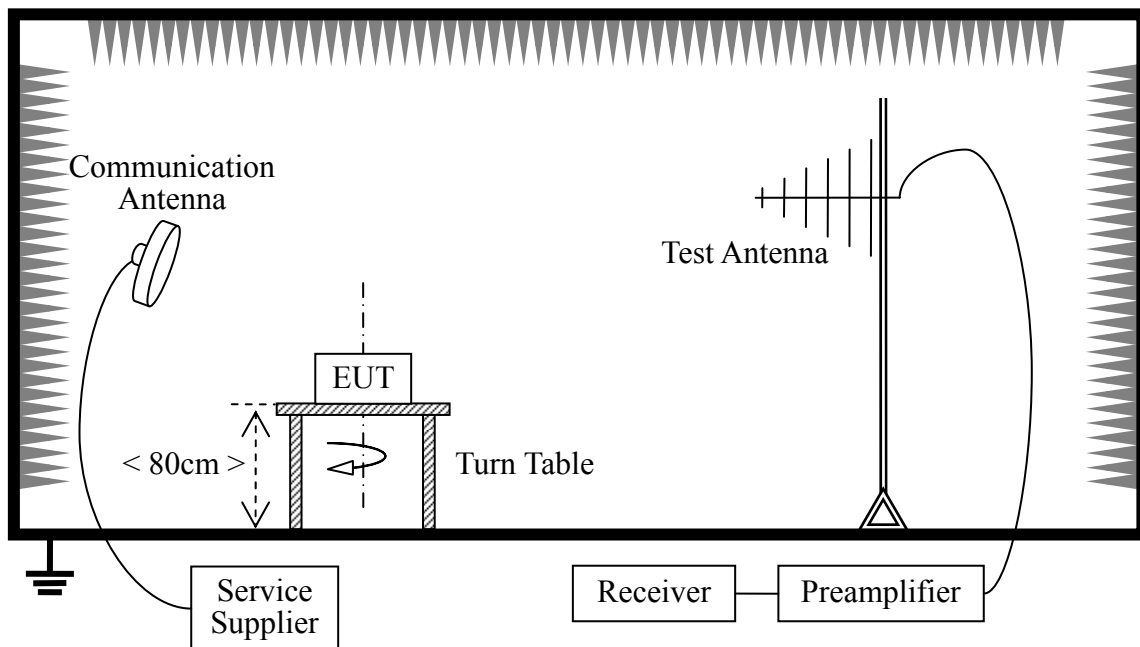 Communication
Antenna
Test Antenna
EUT
< 80cm >
Turn Table
Service
Supplier
Receiver
Preamplifier